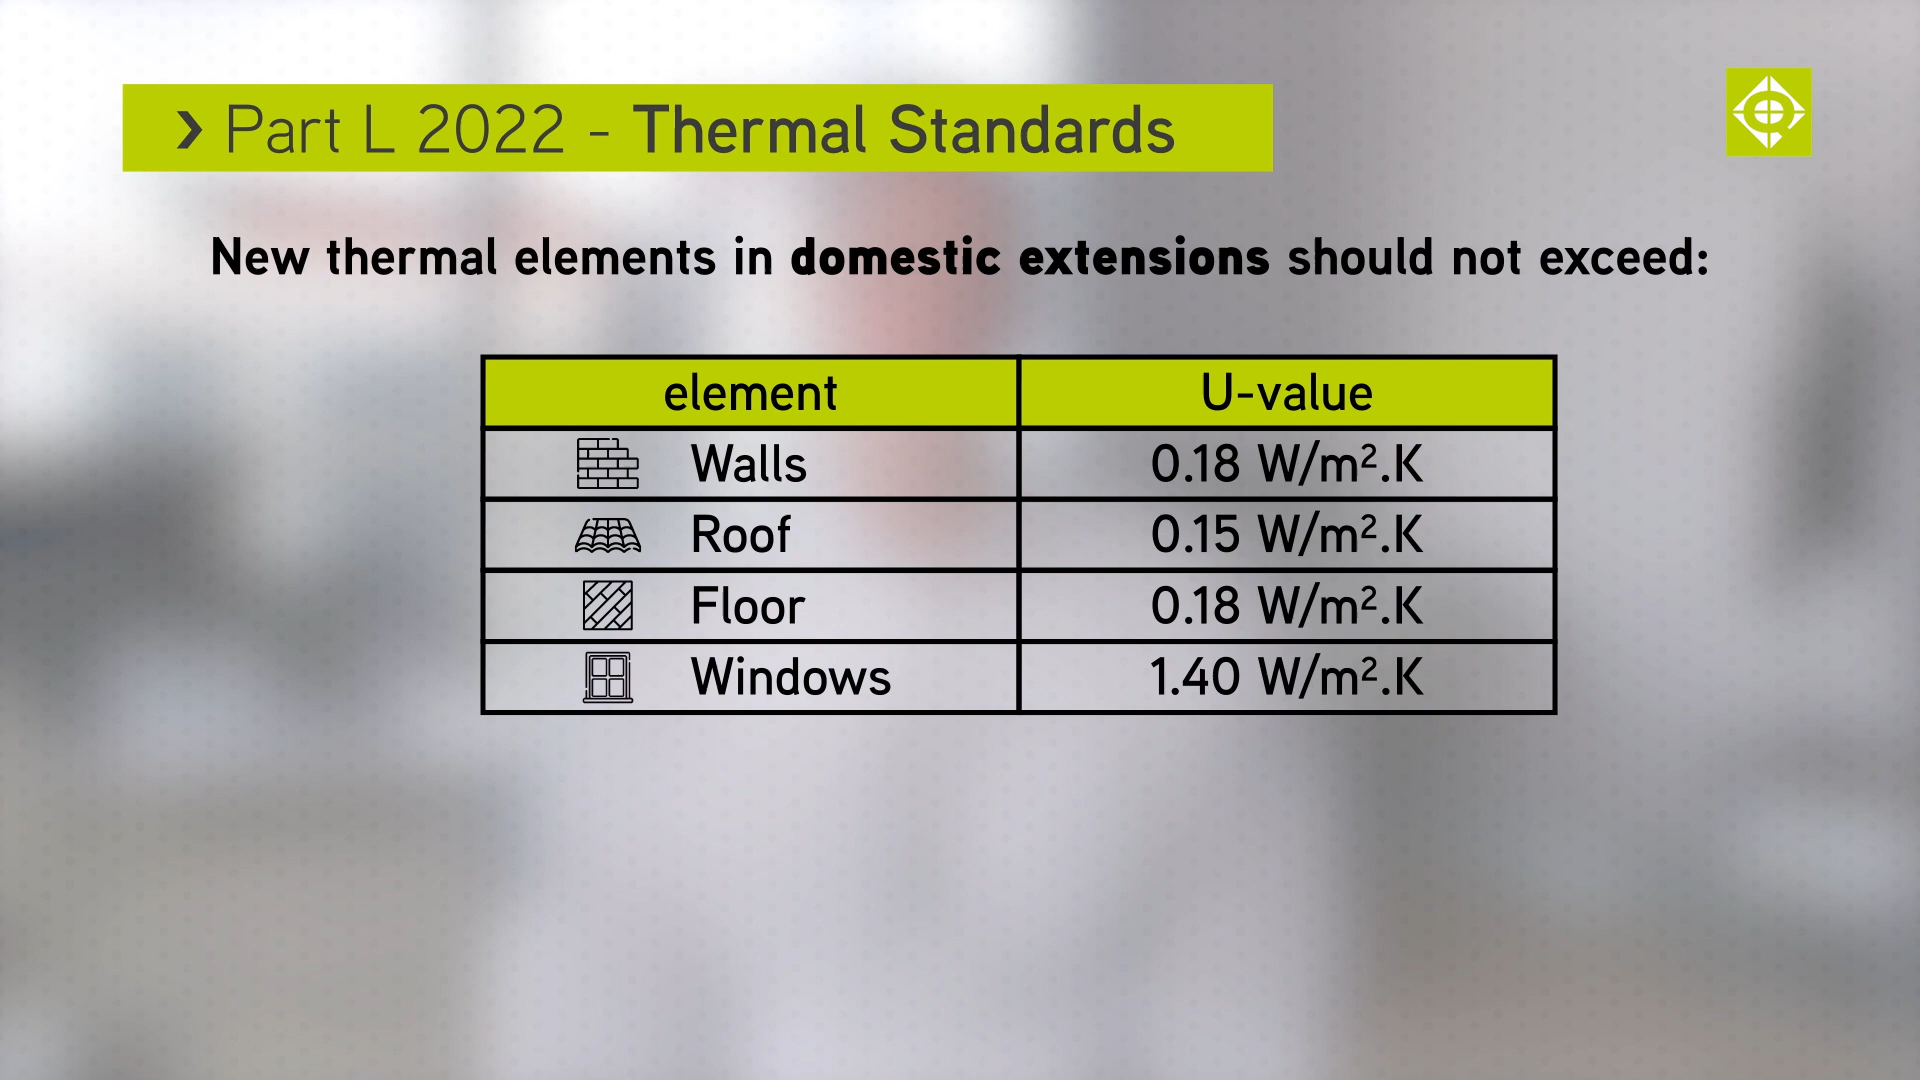 › Part L 2022 - Thermal Standards
New thermal elements in domestic extensions should not exceed:
element U-value
Walls 0.18 W/m².K
Roof 0.15 W/m².K
Floor 0.18 W/m².K
Windows 1.40 W/m².K